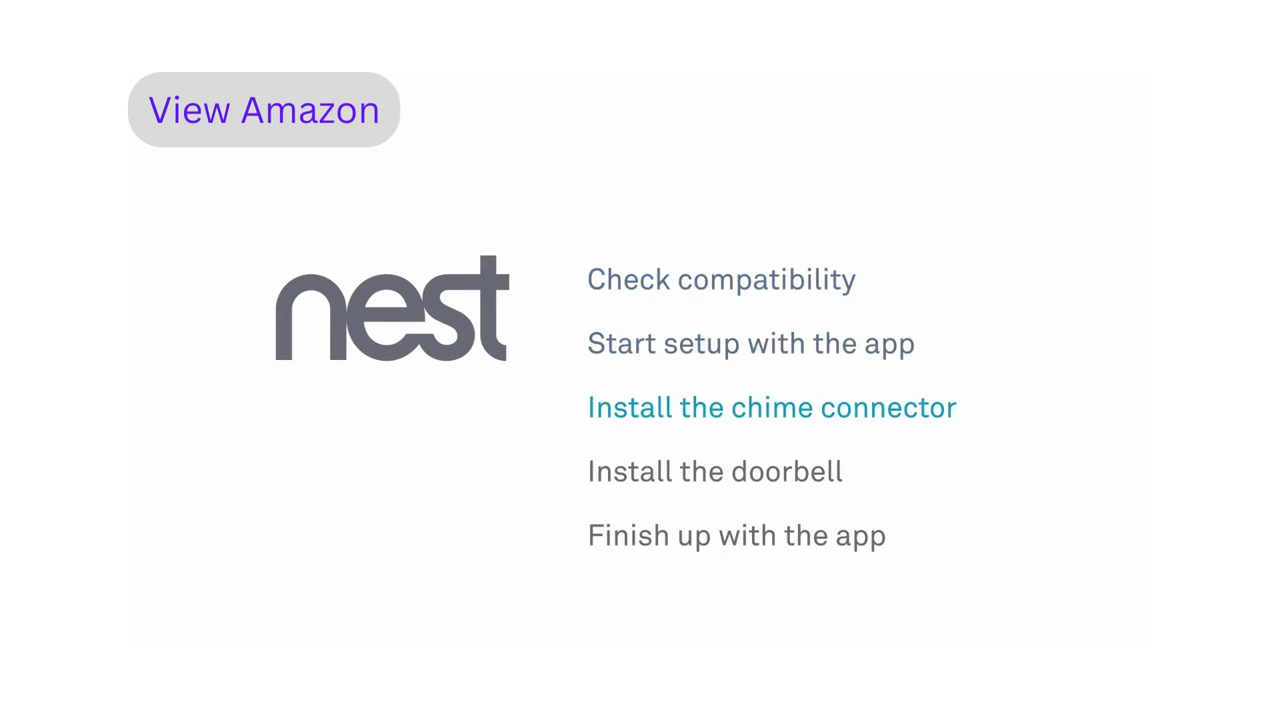 View Amazon
nest
Check compatibility
Start setup with the app
Install the chime connector
Install the doorbell
Finish up with the app